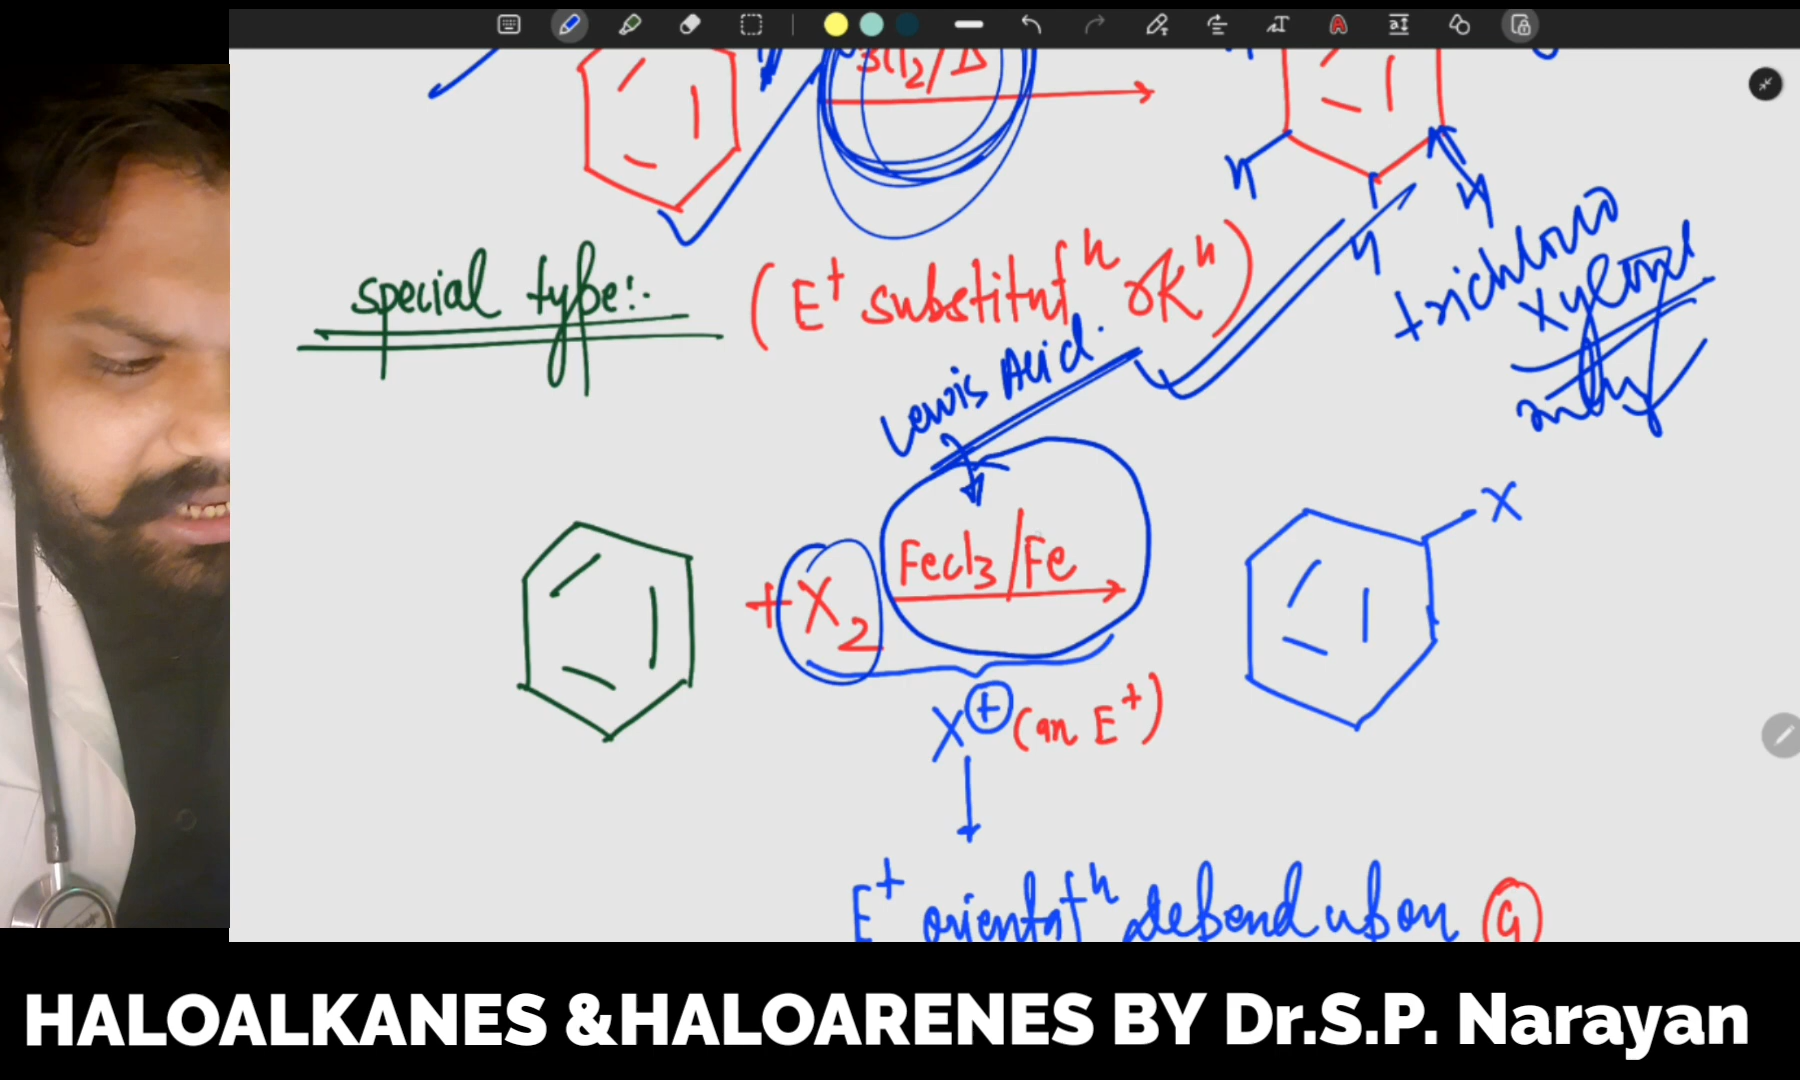 3Cl2/Δ
special type:-
(E+ substitutn rxn)
trichloro
xylene
only
Lewis Acid.
+X2
FeCl3/Fe
X
X⊕ (an E+)
E+ orientatn depend upon G
HALOALKANES &HALOARENES BY Dr.S.P. Narayan